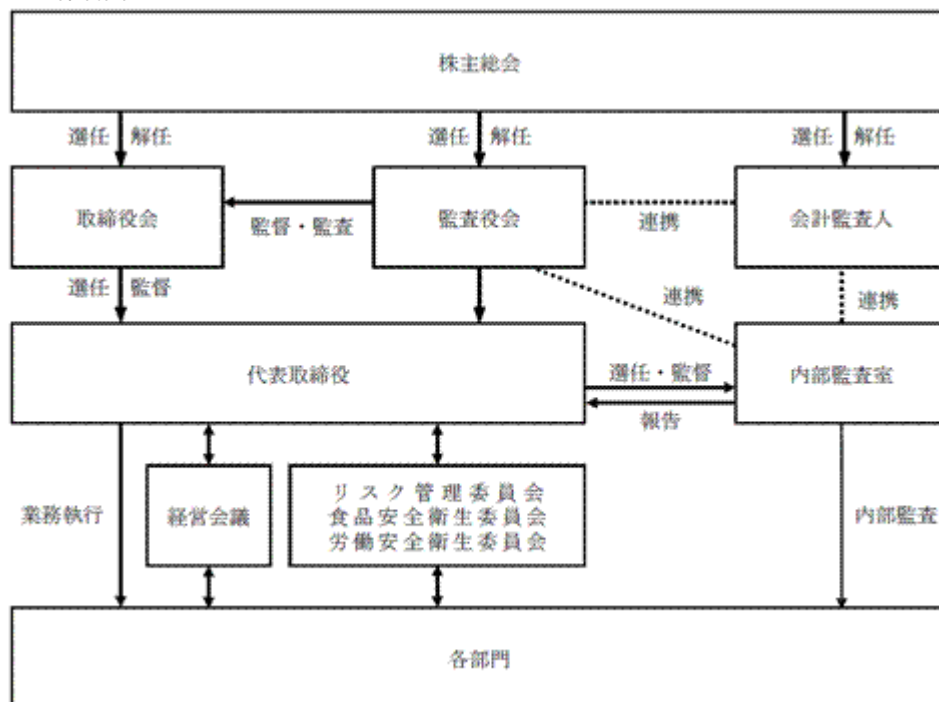 株主総会
選任 解任
選任 解任
選任 解任
取締役会
監督・監査
監査役会
連携
会計監査人
選任 監督
連携
連携
代表取締役
選任・監督
報告
内部監査室
業務執行
経営会議
リスク管理委員会
食品安全衛生委員会
労働安全衛生委員会
内部監査
各部門